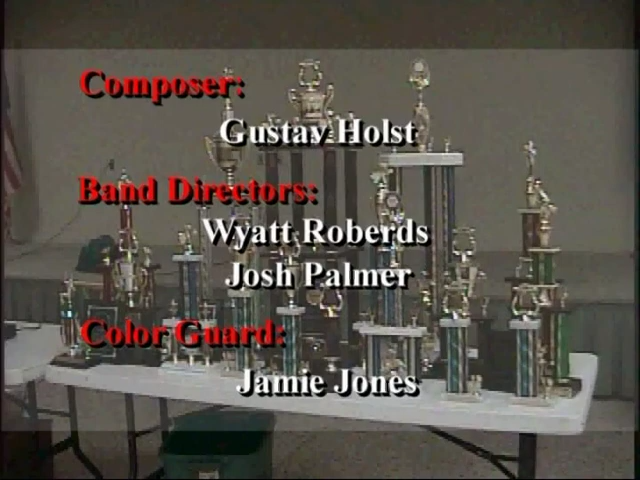 Composer:
Gustav Holst
Band Directors:
Wyatt Roberds
Josh Palmer
Color Guard:
Jamie Jones